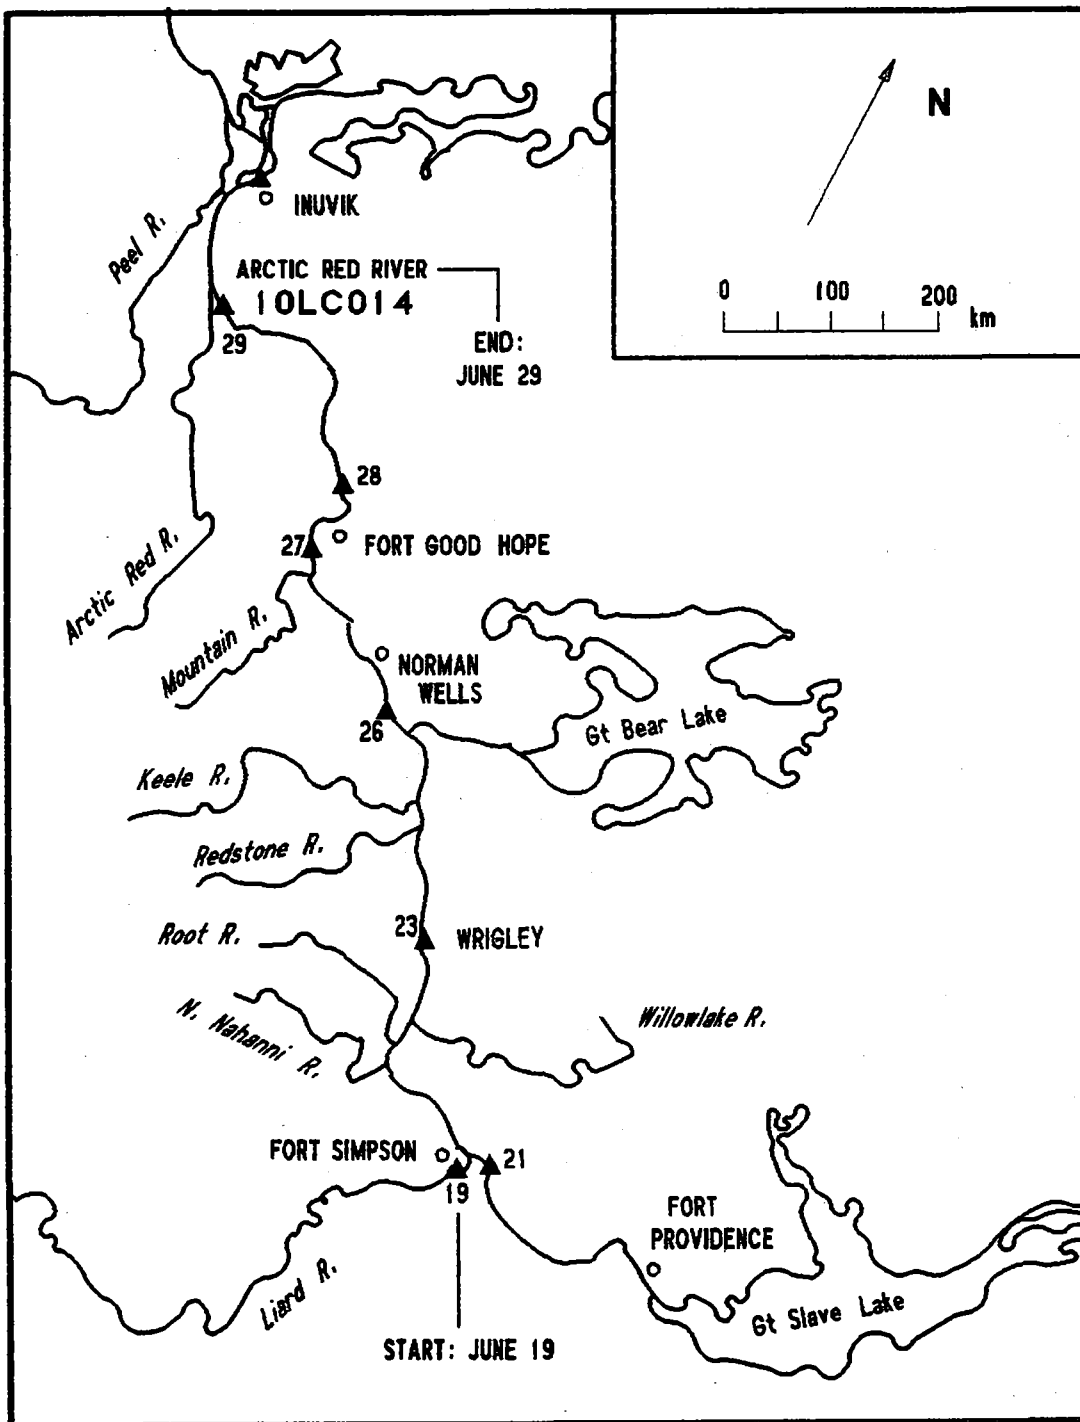 N
0 100 200
km
INUVIK
Peel R.
ARCTIC RED RIVER
10LC014
29
END:
JUNE 29
28
27
FORT GOOD HOPE
Arctic Red R.
Mountain R.
NORMAN
WELLS
26
Gt Bear Lake
Keele R.
Redstone R.
Root R.
23
WRIGLEY
N. Nahanni R.
Willowlake R.
FORT SIMPSON
21
19
FORT
PROVIDENCE
Liard R.
Gt Slave Lake
START: JUNE 19